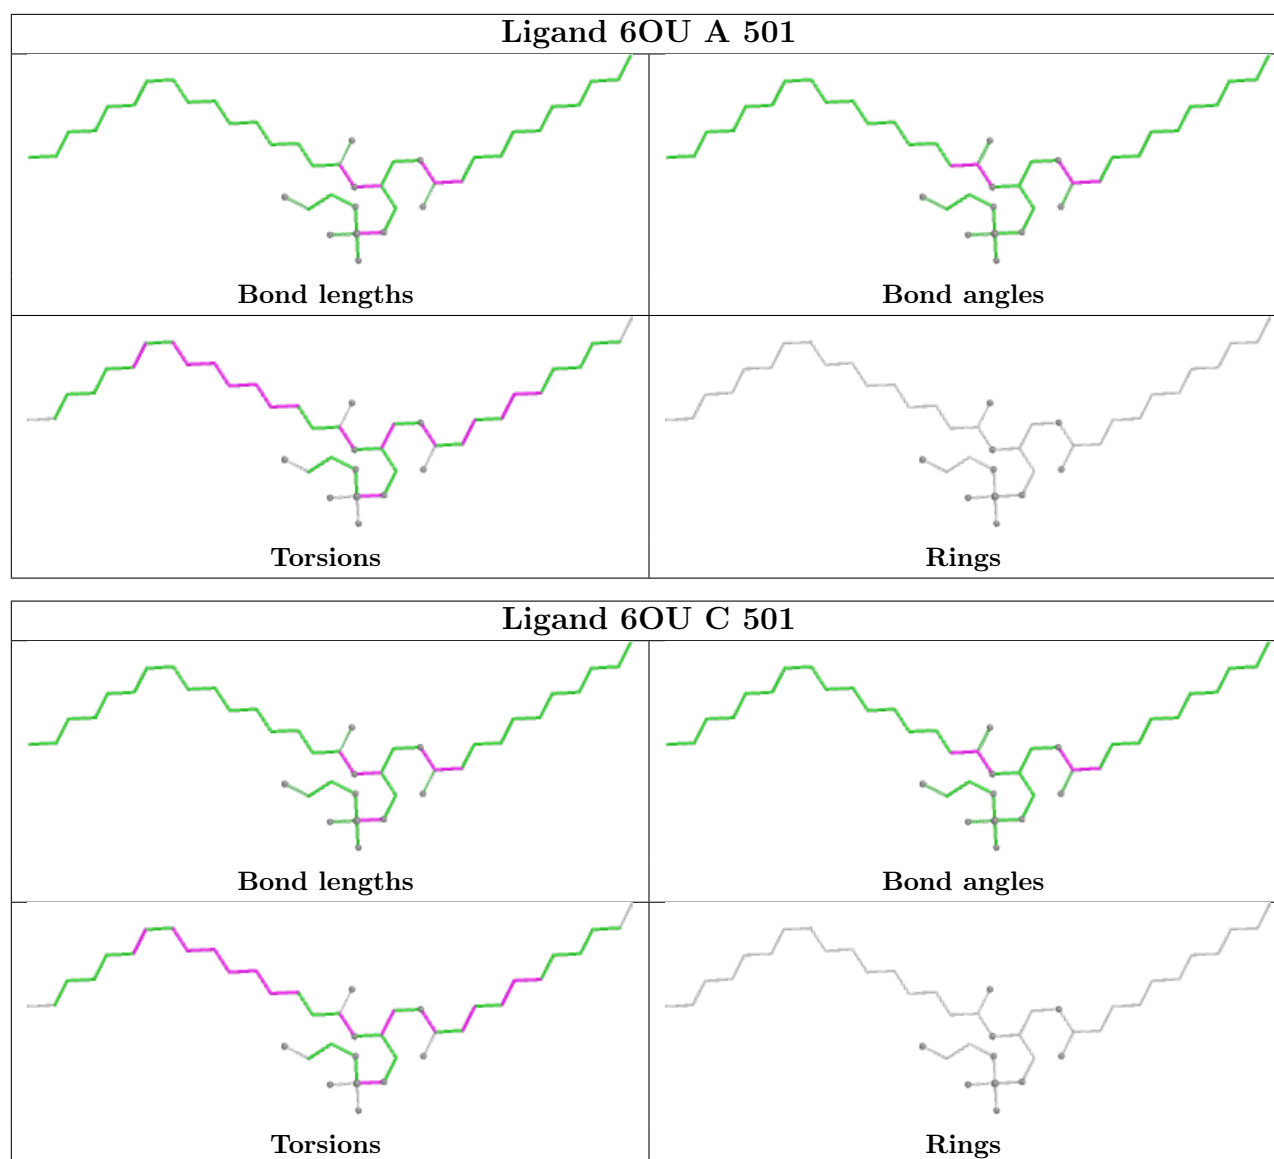 Ligand 6OU A 501
Bond lengths
Bond angles
Torsions
Rings
Ligand 6OU C 501
Bond lengths
Bond angles
Torsions
Rings